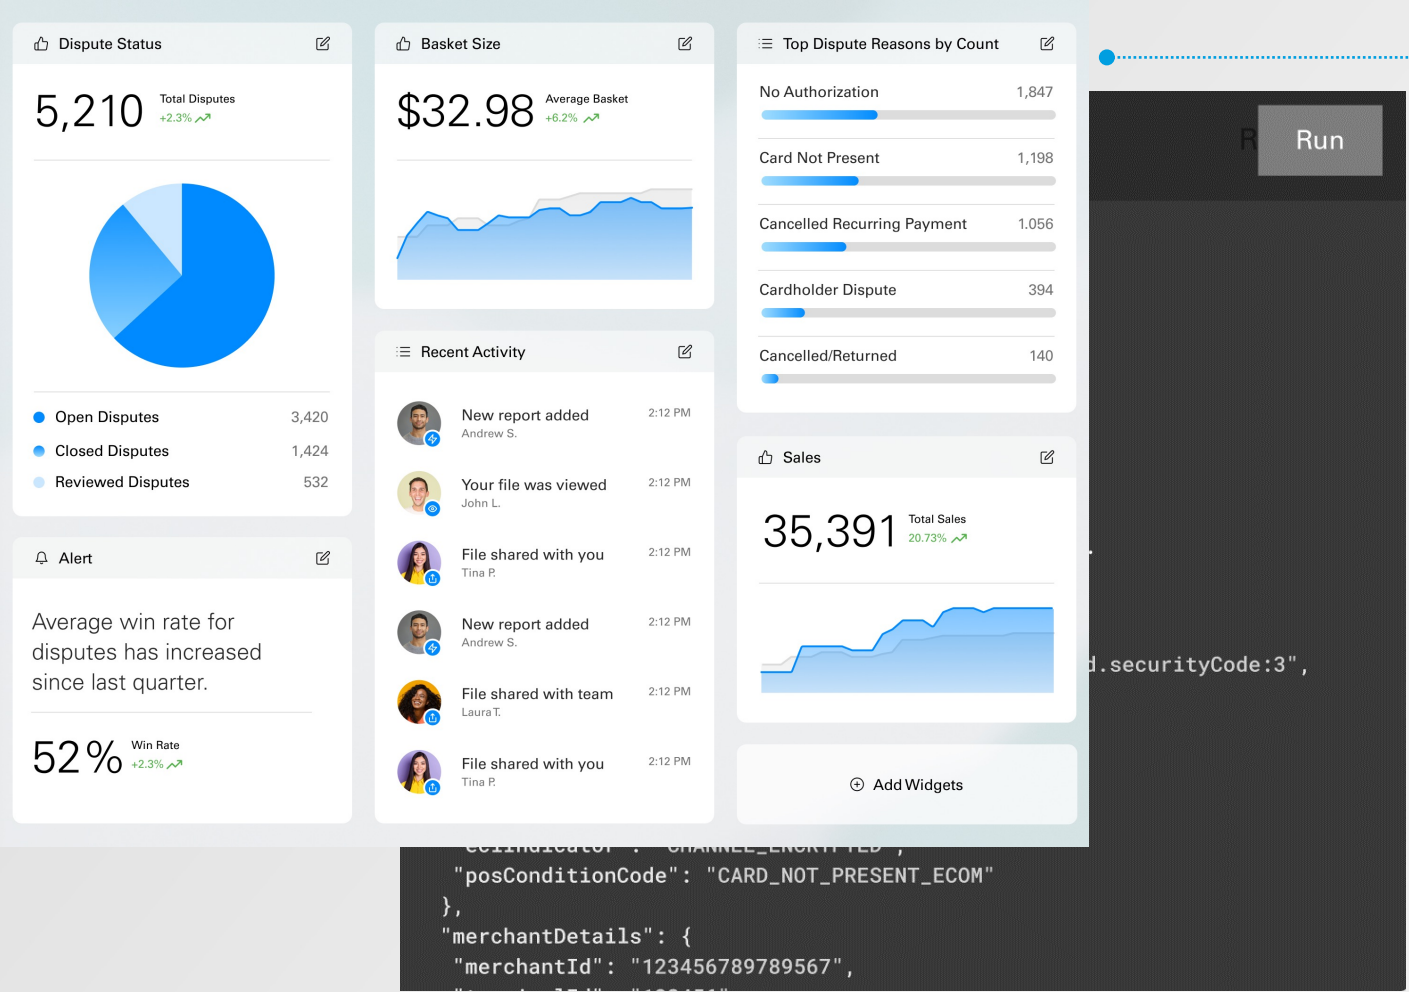 Dispute Status
5,210
Total Disputes
+2.3%
Open Disputes 3,420
Closed Disputes 1,424
Reviewed Disputes 532
Alert
Average win rate for
disputes has increased
since last quarter.
52%
Win Rate
+2.3%
Basket Size
$32.98
Average Basket
+6.2%
Recent Activity
New report added 2:12 PM
Andrew S.
Your file was viewed 2:12 PM
John L.
File shared with you 2:12 PM
Tina P.
New report added 2:12 PM
Andrew S.
File shared with team 2:12 PM
Laura T.
File shared with you 2:12 PM
Tina P.
Top Dispute Reasons by Count
No Authorization 1,847
Card Not Present 1,198
Cancelled Recurring Payment 1.056
Cardholder Dispute 394
Cancelled/Returned 140
Sales
35,391
Total Sales
20.73%
Add Widgets
R
Run
d.securityCode:3",
"CHANNEL_ENCRYPTED",
"posConditionCode": "CARD_NOT_PRESENT_ECOM"
},
"merchantDetails": {
"merchantId": "123456789789567",